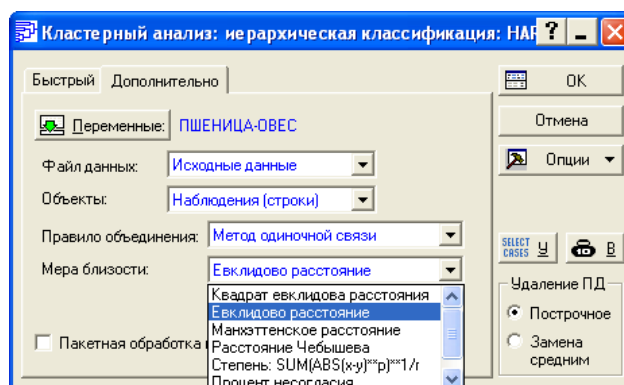 Кластерный анализ: иерархическая классификация: HAR
Быстрый Дополнительно
OK
Переменные: ПШЕНИЦА-ОВЕС
Отмена
Файл данных: Исходные данные
Опции
Объекты: Наблюдения (строки)
Правило объединения: Метод одиночной связи
SELECT CASES У В
Мера близости: Евклидово расстояние
Удаление ПД
Квадрат евклидова расстояния
Евклидово расстояние
Построчное
Манхэттенское расстояние
Пакетная обработка
Расстояние Чебышева
Замена средним
Степень: SUM(ABS(x-y)**p)**1/r
Процент несогласия